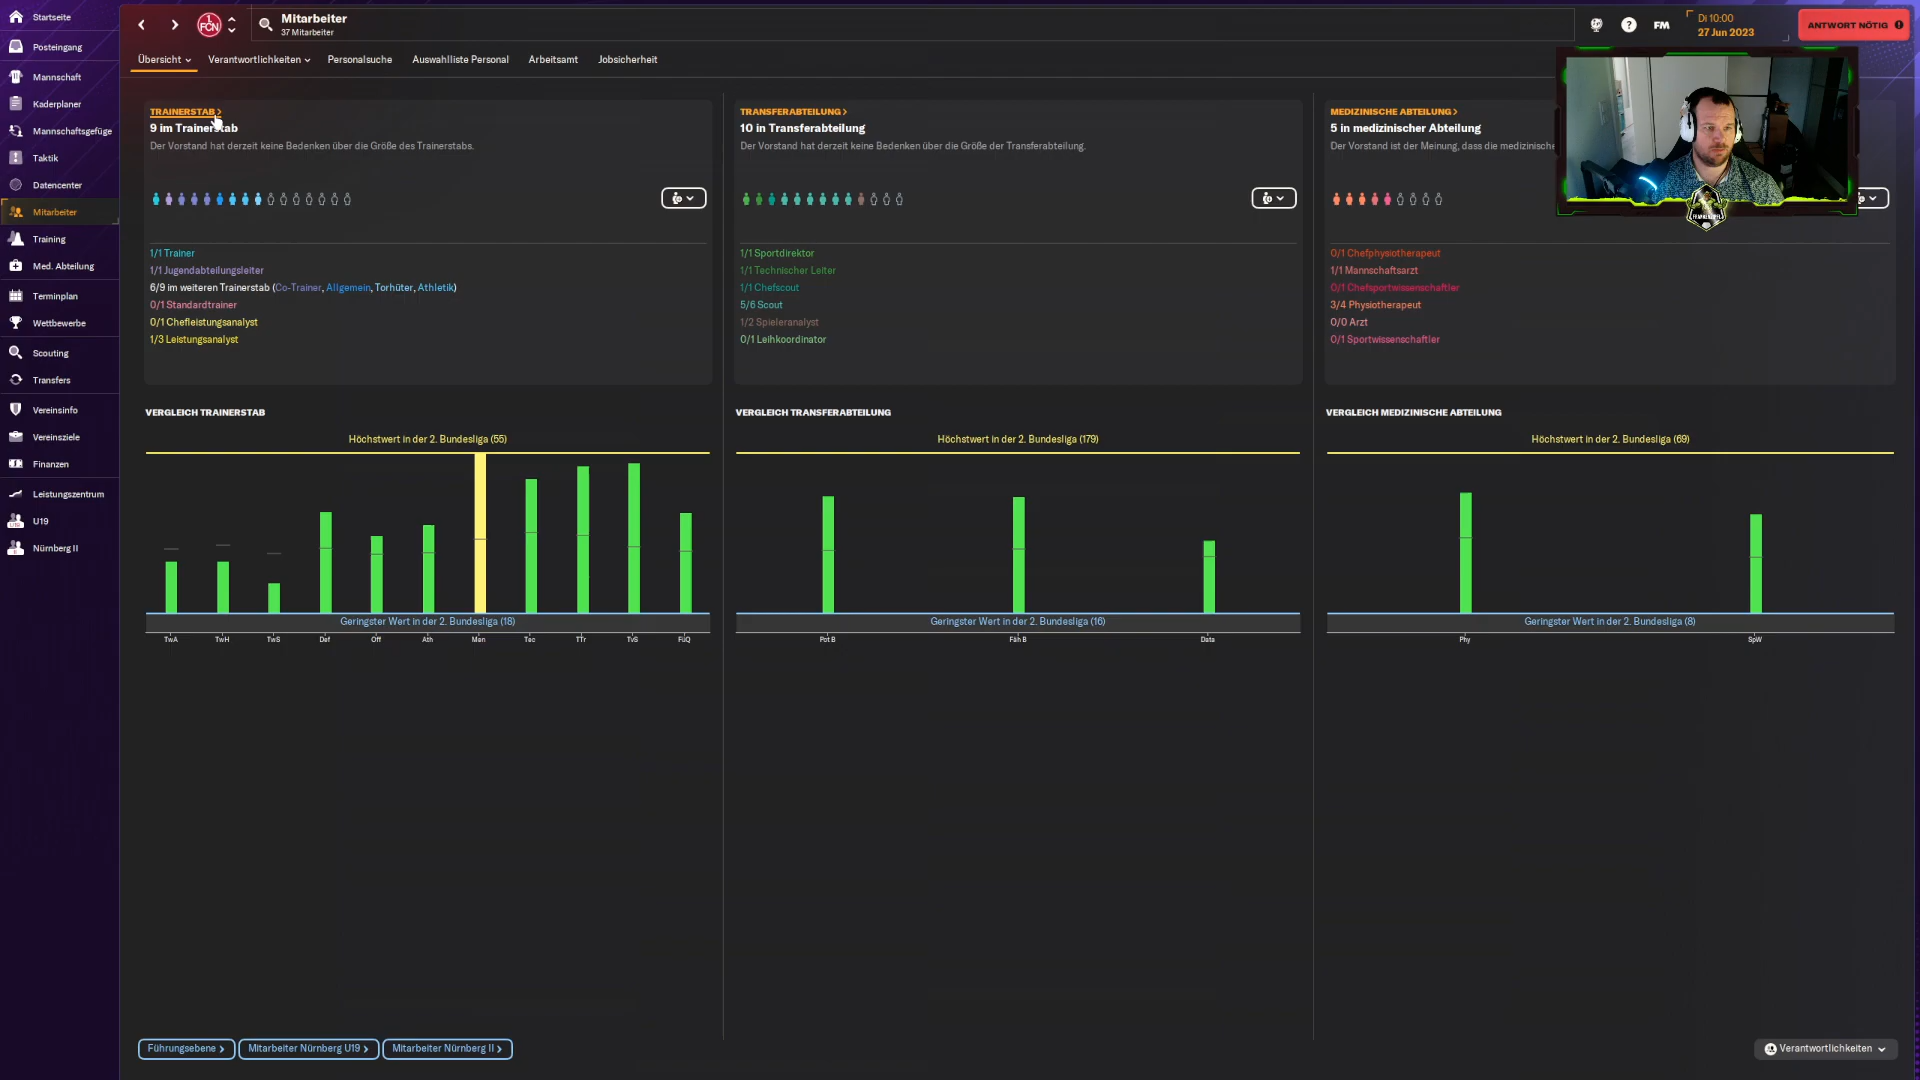 Startseite
Posteingang
Mannschaft
Kaderplaner
Mannschaftsgefüge
Taktik
Datencenter
Mitarbeiter
Training
Med. Abteilung
Terminplan
Wettbewerbe
Scouting
Transfers
Vereinsinfo
Vereinsziele
Finanzen
Leistungszentrum
U19
Nürnberg II
1. FCN
Mitarbeiter
37 Mitarbeiter
FM
Di 10:00
27 Jun 2023
ANTWORT NÖTIG
Übersicht
Verantwortlichkeiten
Personalsuche
Auswahlliste Personal
Arbeitsamt
Jobsicherheit
TRAINERSTAB >
9 im Trainerstab
Der Vorstand hat derzeit keine Bedenken über die Größe des Trainerstabs.
1/1 Trainer
1/1 Jugendabteilungsleiter
6/9 im weiteren Trainerstab (Co-Trainer, Allgemein, Torhüter, Athletik)
0/1 Standardtrainer
0/1 Chefleistungsanalyst
1/3 Leistungsanalyst
TRANSFERABTEILUNG >
10 in Transferabteilung
Der Vorstand hat derzeit keine Bedenken über die Größe der Transferabteilung.
1/1 Sportdirektor
1/1 Technischer Leiter
1/1 Chefscout
5/6 Scout
1/2 Spieleranalyst
0/1 Leihkoordinator
MEDIZINISCHE ABTEILUNG >
5 in medizinischer Abteilung
Der Vorstand ist der Meinung, dass die medizinische
0/1 Chefphysiotherapeut
1/1 Mannschaftsarzt
0/1 Chefsportwissenschaftler
3/4 Physiotherapeut
0/0 Arzt
0/1 Sportwissenschaftler
VERGLEICH TRAINERSTAB
Höchstwert in der 2. Bundesliga (55)
Geringster Wert in der 2. Bundesliga (18)
TwA TwH TwS Def Off Ath Men Tec TTr TvS FüQ
VERGLEICH TRANSFERABTEILUNG
Höchstwert in der 2. Bundesliga (179)
Geringster Wert in der 2. Bundesliga (16)
Pot B Fäh B Data
VERGLEICH MEDIZINISCHE ABTEILUNG
Höchstwert in der 2. Bundesliga (69)
Geringster Wert in der 2. Bundesliga (8)
Phy SpW
Führungsebene >
Mitarbeiter Nürnberg U19 >
Mitarbeiter Nürnberg II >
Verantwortlichkeiten